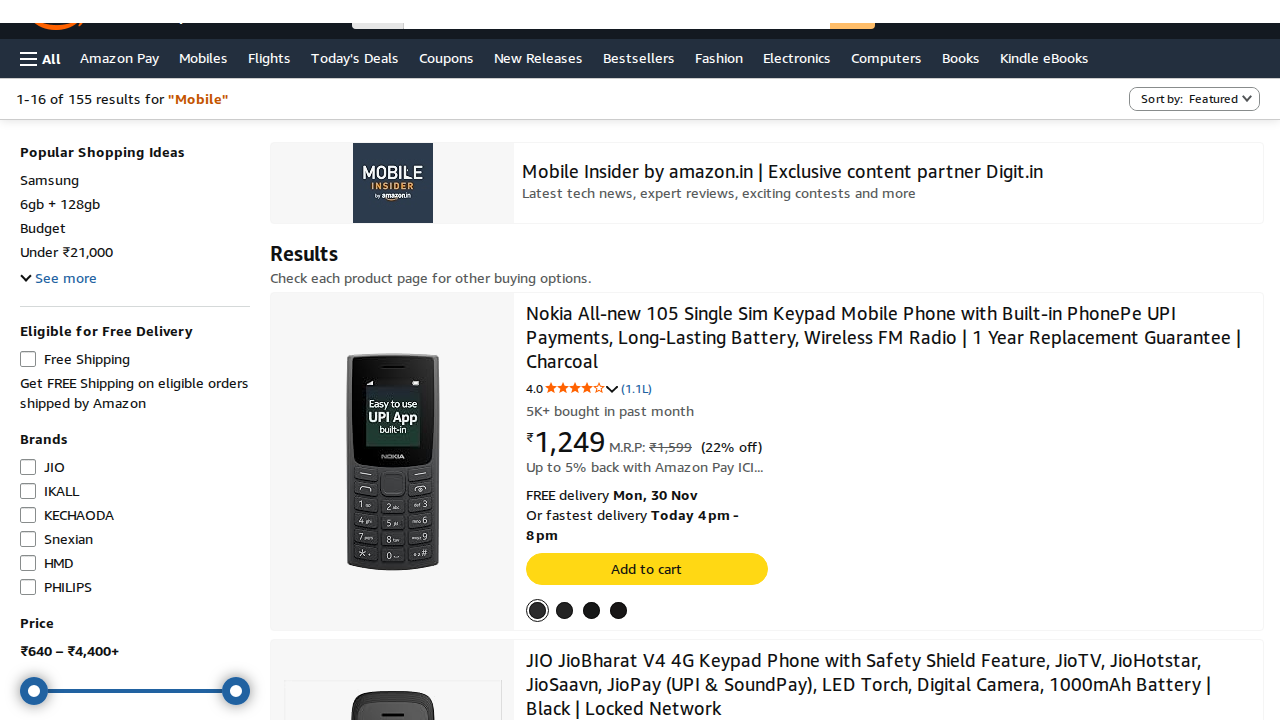 All Amazon Pay Mobiles Flights Today's Deals Coupons New Releases Bestsellers Fashion Electronics Computers Books Kindle eBooks
1-16 of 155 results for "Mobile"
Sort by: Featured
Popular Shopping Ideas
Samsung
6gb + 128gb
Budget
Under ₹21,000
See more
Eligible for Free Delivery
Free Shipping
Get FREE Shipping on eligible orders
shipped by Amazon
Brands
JIO
IKALL
KECHAODA
Snexian
HMD
PHILIPS
Price
₹640 – ₹4,400+
MOBILE
INSIDER
by amazon.in
Mobile Insider by amazon.in | Exclusive content partner Digit.in
Latest tech news, expert reviews, exciting contests and more
Results
Check each product page for other buying options.
Easy to use
UPI App
built-in
NOKIA
Nokia All-new 105 Single Sim Keypad Mobile Phone with Built-in PhonePe UPI
Payments, Long-Lasting Battery, Wireless FM Radio | 1 Year Replacement Guarantee |
Charcoal
4.0 (1.1L)
5K+ bought in past month
₹1,249 M.R.P: ₹1,599 (22% off)
Up to 5% back with Amazon Pay ICI...
FREE delivery Mon, 30 Nov
Or fastest delivery Today 4 pm -
8 pm
Add to cart
JIO JioBharat V4 4G Keypad Phone with Safety Shield Feature, JioTV, JioHotstar,
JioSaavn, JioPay (UPI & SoundPay), LED Torch, Digital Camera, 1000mAh Battery |
Black | Locked Network